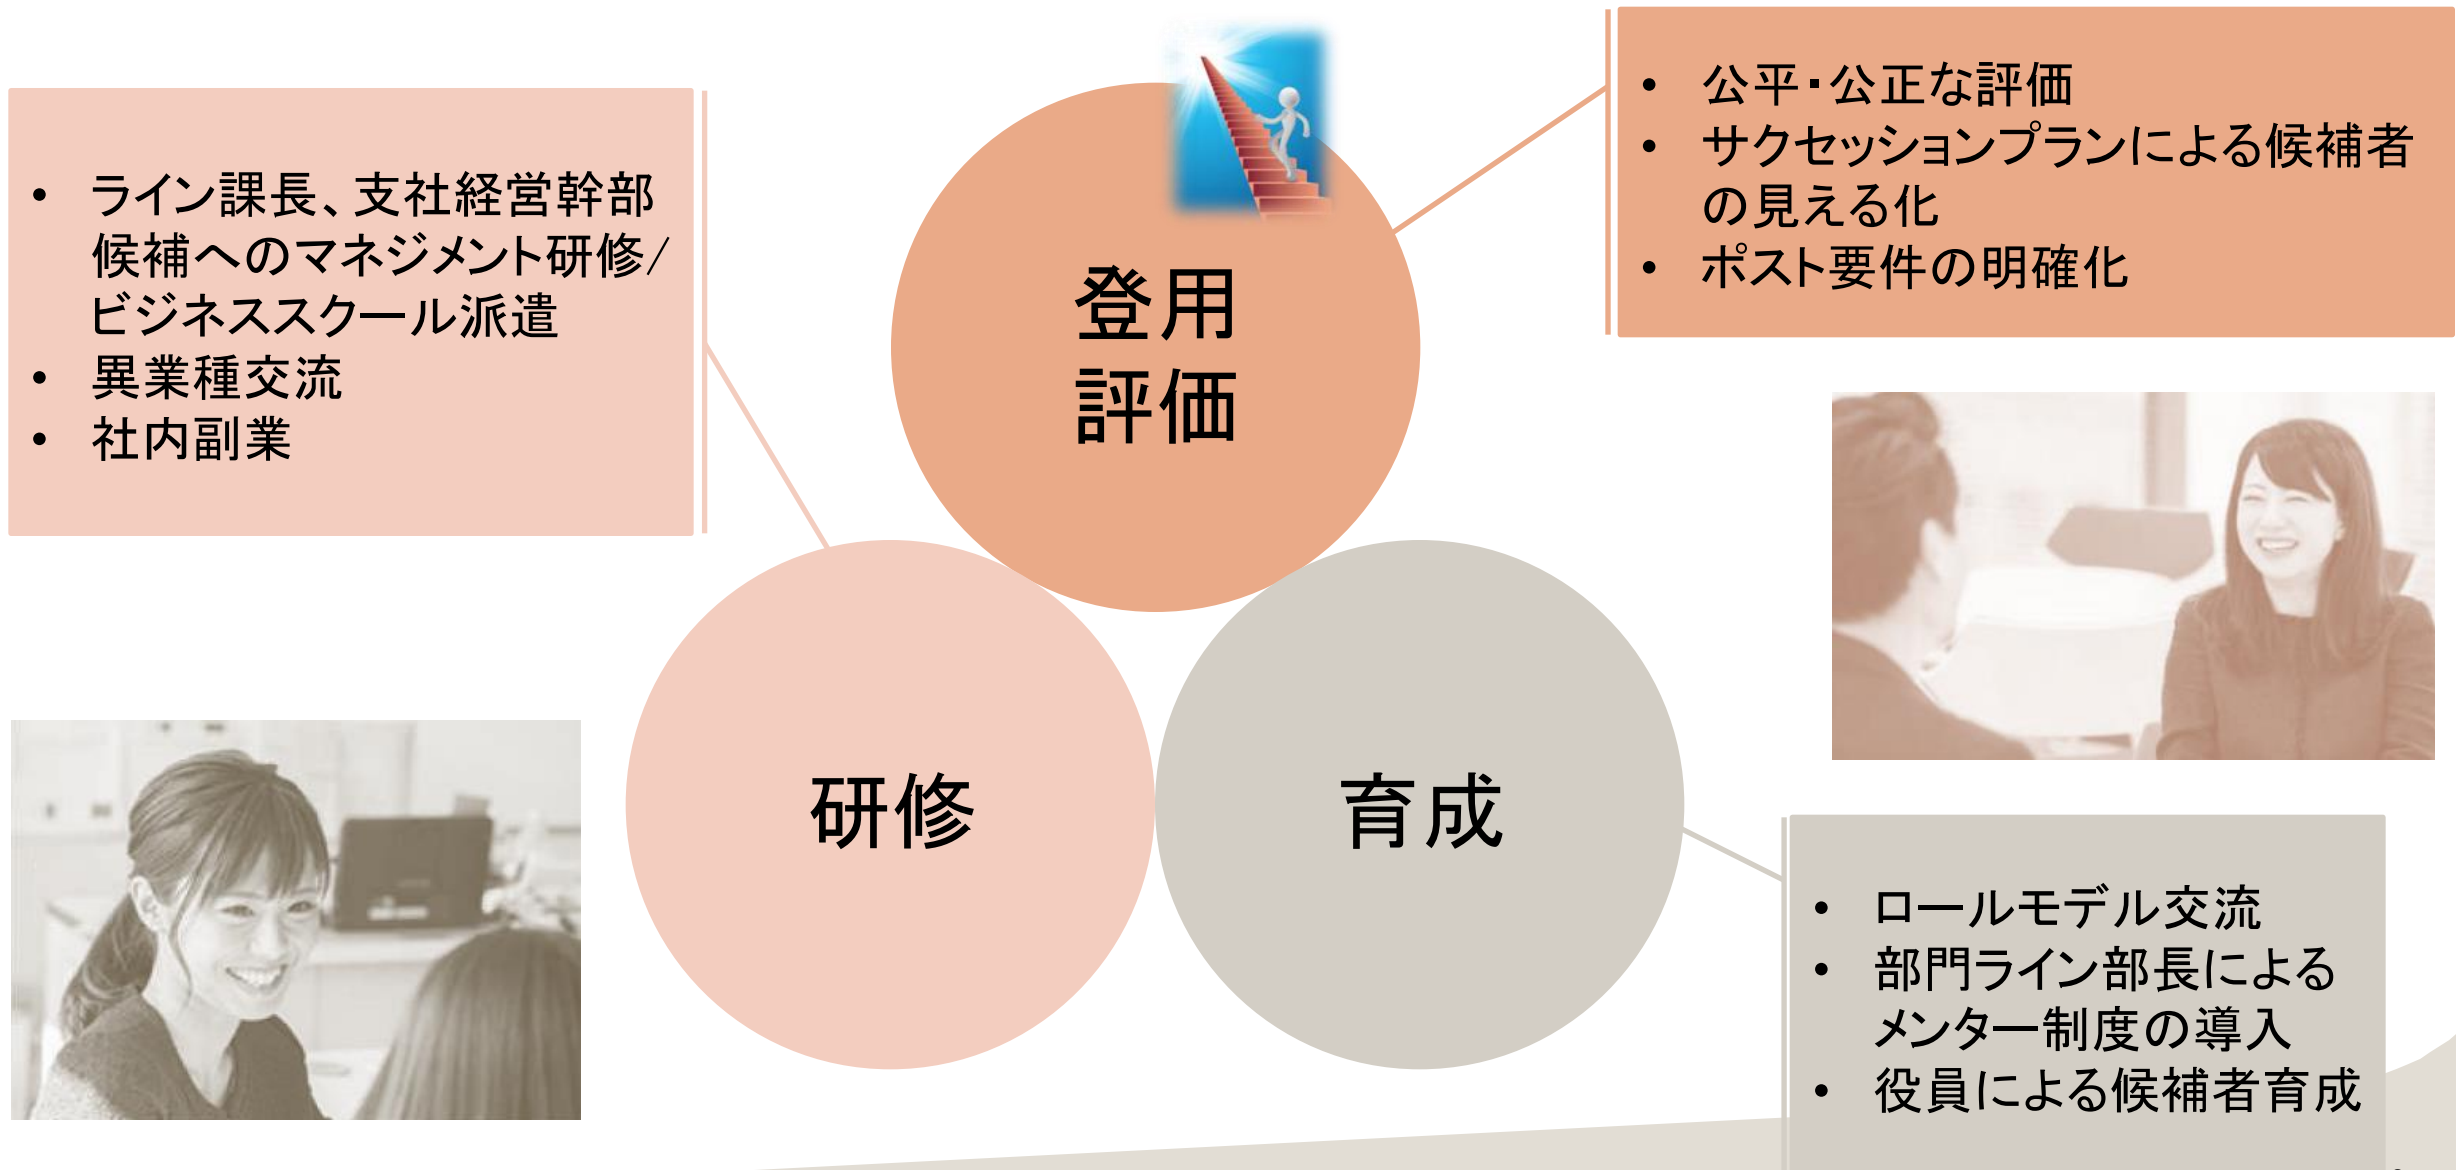 • ライン課長、支社経営幹部
候補へのマネジメント研修/
ビジネススクール派遣
• 異業種交流
• 社内副業
登用
評価
• 公平・公正な評価
• サクセッションプランによる候補者
の見える化
• ポスト要件の明確化
研修
育成
• ロールモデル交流
• 部門ライン部長による
メンター制度の導入
• 役員による候補者育成